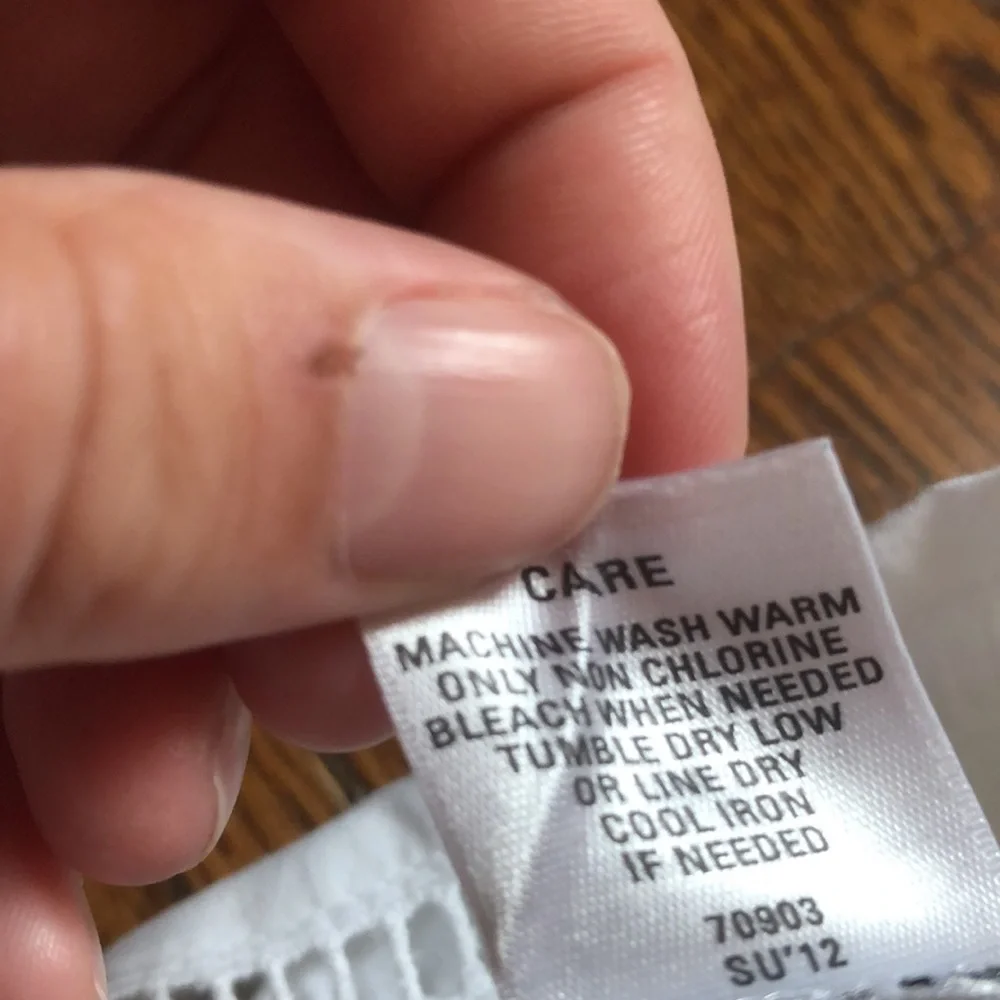 CARE
MACHINE WASH WARM
ONLY NON CHLORINE
BLEACH WHEN NEEDED
TUMBLE DRY LOW
OR LINE DRY
COOL IRON
IF NEEDED
70903
SU'12